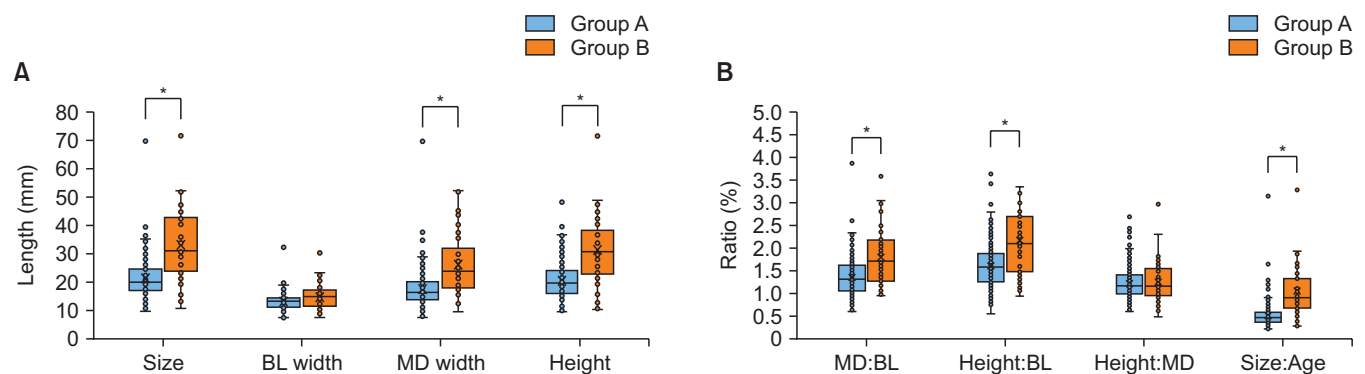 Group A
Group B
A
Length (mm)
80
70
60
50
40
30
20
10
0
*
*
*
Size
BL width
MD width
Height
Group A
Group B
B
Ratio (%)
5.0
4.5
3.0
3.5
3.0
2.5
2.0
1.5
1.0
0.5
0
*
*
*
MD:BL
Height:BL
Height:MD
Size:Age